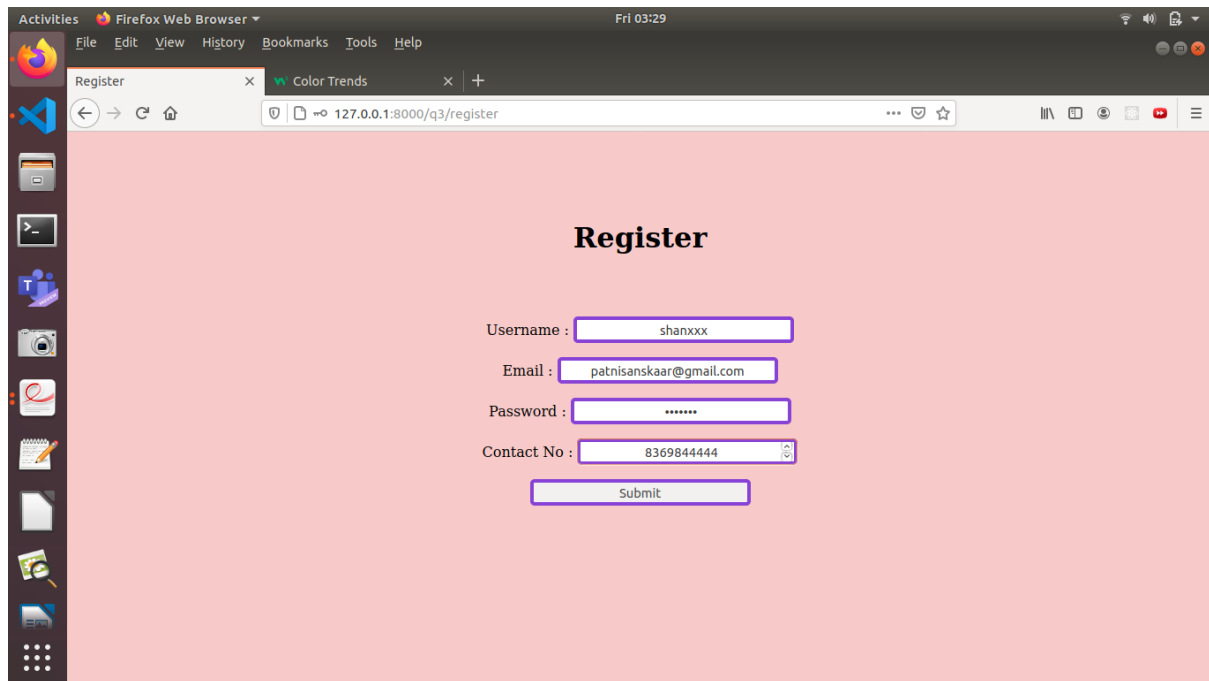 Activities Firefox Web Browser Fri 03:29
File Edit View History Bookmarks Tools Help
Register Color Trends
127.0.0.1:8000/q3/register
Register
Username : shanxxx
Email : patnisanskaar@gmail.com
Password : •••••••
Contact No : 8369844444
Submit